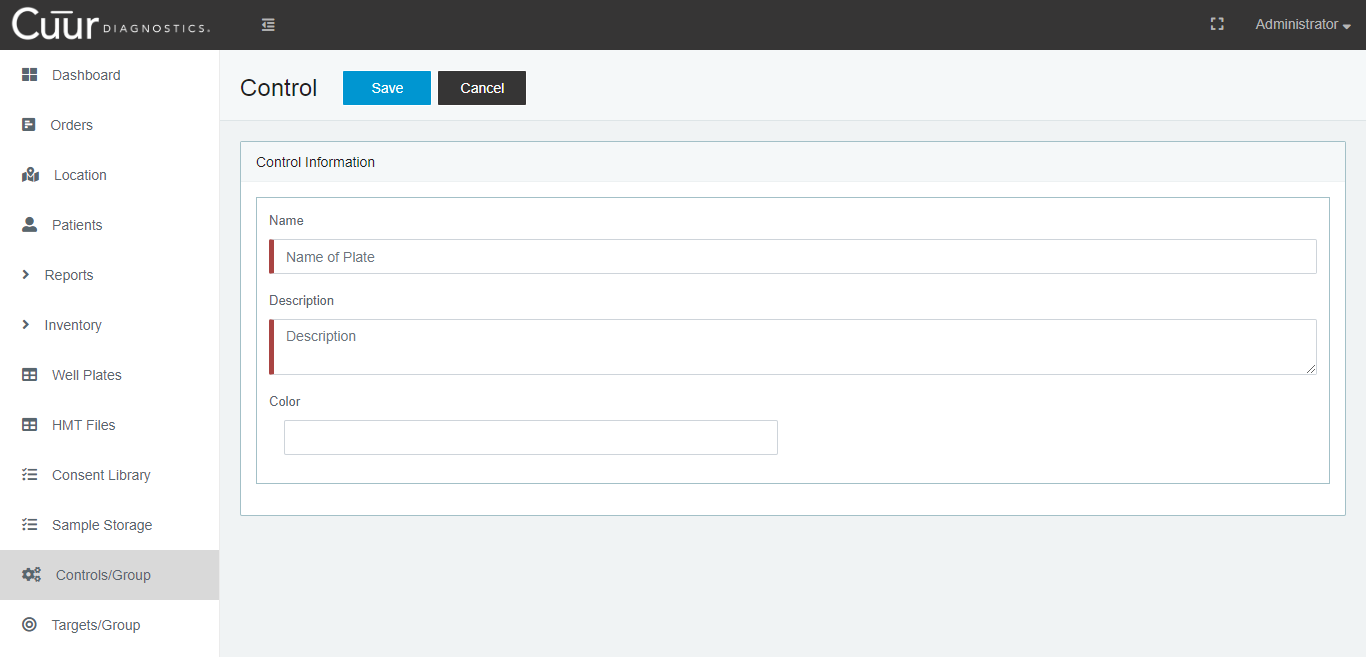 Cūur DIAGNOSTICS.
Administrator
Dashboard
Orders
Location
Patients
Reports
Inventory
Well Plates
HMT Files
Consent Library
Sample Storage
Controls/Group
Targets/Group
Control Save Cancel
Control Information
Name
Name of Plate
Description
Description
Color